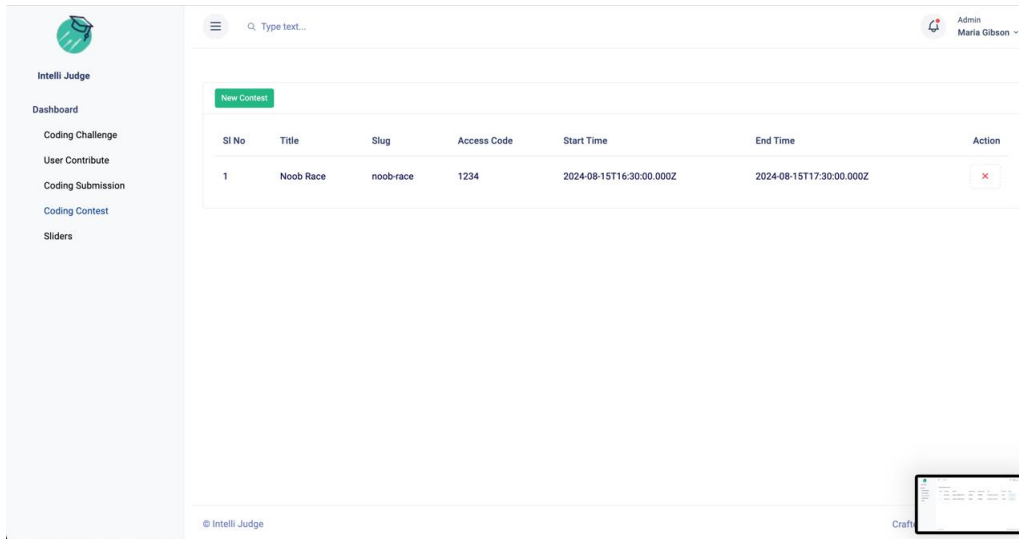 Type text...
Admin
Maria Gibson
Intelli Judge
Dashboard
Coding Challenge
User Contribute
Coding Submission
Coding Contest
Sliders
New Contest
Sl No Title Slug Access Code Start Time End Time Action
1 Noob Race noob-race 1234 2024-08-15T16:30:00.000Z 2024-08-15T17:30:00.000Z
© Intelli Judge